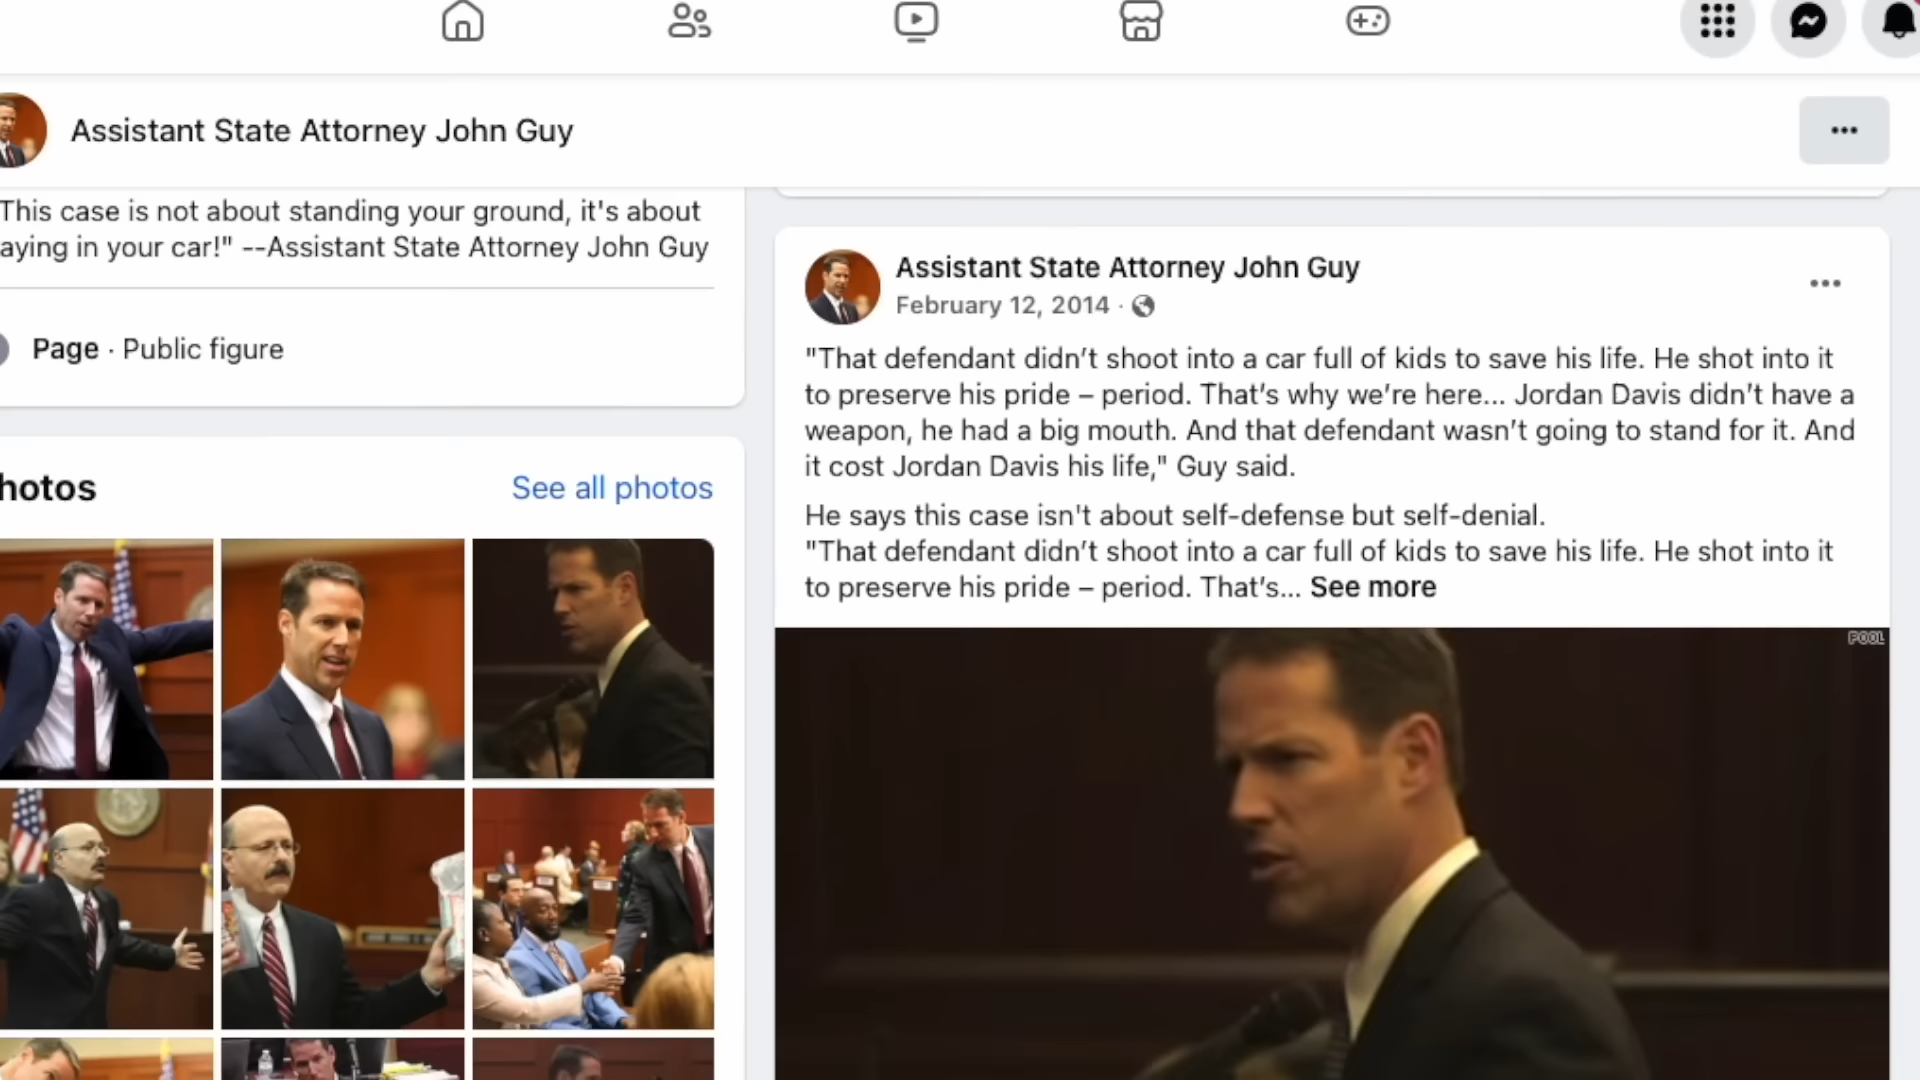 Assistant State Attorney John Guy
This case is not about standing your ground, it's about
aying in your car!" --Assistant State Attorney John Guy
Page · Public figure
hotos
See all photos
Assistant State Attorney John Guy
February 12, 2014 ·
"That defendant didn’t shoot into a car full of kids to save his life. He shot into it
to preserve his pride – period. That’s why we’re here... Jordan Davis didn’t have a
weapon, he had a big mouth. And that defendant wasn’t going to stand for it. And
it cost Jordan Davis his life," Guy said.
He says this case isn't about self-defense but self-denial.
"That defendant didn’t shoot into a car full of kids to save his life. He shot into it
to preserve his pride – period. That’s... See more
POOL